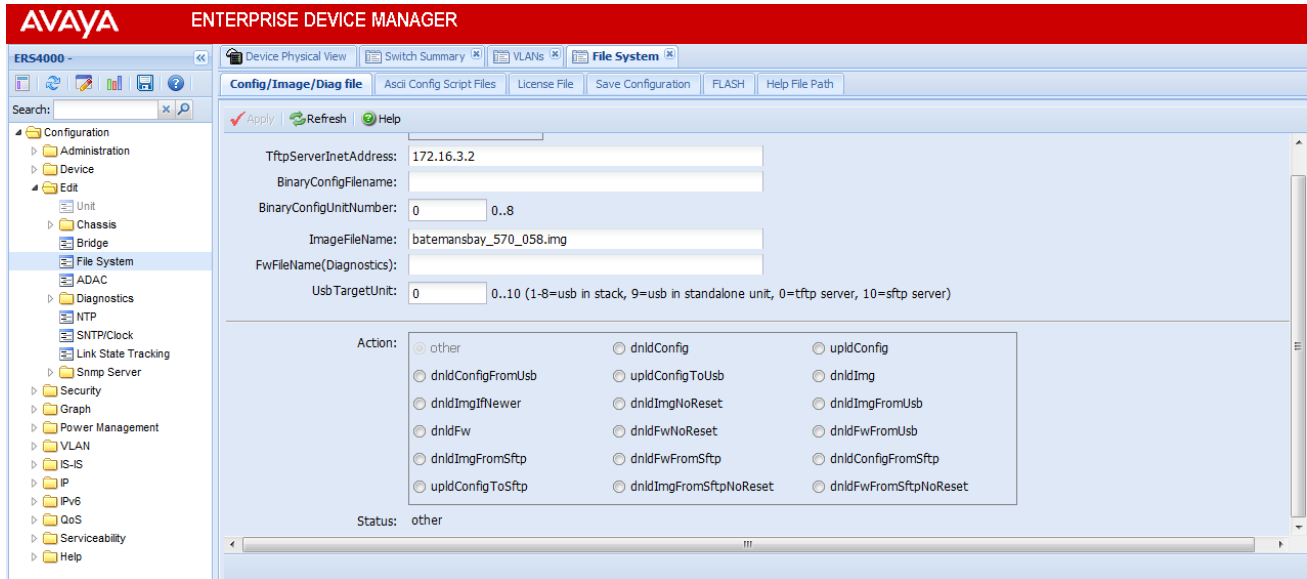 AVAYA ENTERPRISE DEVICE MANAGER
ERS4000 -
Device Physical View Switch Summary VLANs File System
Config/Image/Diag file Ascii Config Script Files License File Save Configuration FLASH Help File Path
Search:
Apply Refresh Help
Configuration
Administration
Device
Edit
Unit
Chassis
Bridge
File System
ADAC
Diagnostics
NTP
SNTP/Clock
Link State Tracking
Snmp Server
Security
Graph
Power Management
VLAN
IS-IS
IP
IPv6
QoS
Serviceability
Help
TftpServerInetAddress: 172.16.3.2
BinaryConfigFilename:
BinaryConfigUnitNumber: 0 0..8
ImageFileName: batemansbay_570_058.img
FwFileName(Diagnostics):
UsbTargetUnit: 0 0..10 (1-8=usb in stack, 9=usb in standalone unit, 0=tftp server, 10=sftp server)
Action: other dnldConfig upldConfig
dnldConfigFromUsb upldConfigToUsb dnldImg
dnldImgIfNewer dnldImgNoReset dnldImgFromUsb
dnldFw dnldFwNoReset dnldFwFromUsb
dnldImgFromSftp dnldFwFromSftp dnldConfigFromSftp
upldConfigToSftp dnldImgFromSftpNoReset dnldFwFromSftpNoReset
Status: other